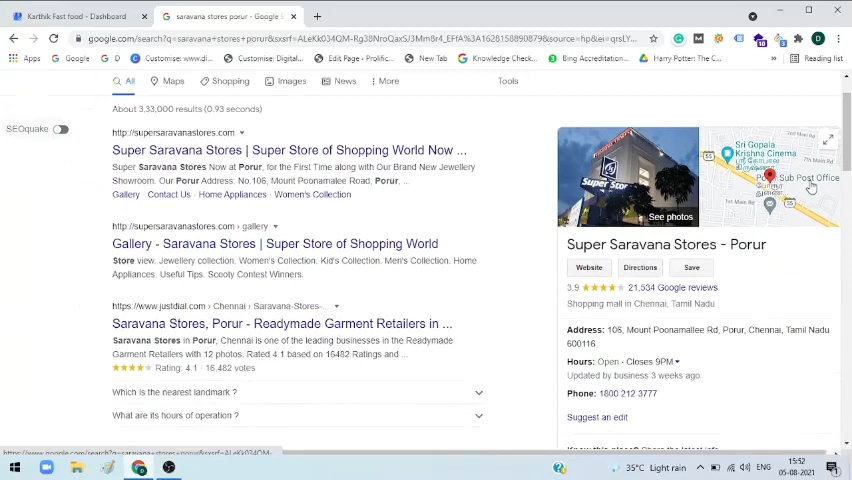 Karthik Fast food - Dashboard
saravana stores porur - Google S
google.com/search?q=saravana+stores+porur&sxsrf=ALeKk034QM-Rg38NroQaxSJ3Mm8r4_EFfA%3A1628158890879&source=hp&ei=qrsLY...
Apps
Google
G D
Customise: www.di...
Customise: Digital...
Edit Page - Prolific...
New Tab
Knowledge Check...
Bing Accreditation...
Harry Potter: The C...
Reading list
All
Maps
Shopping
Images
News
More
Tools
About 3,33,000 results (0.93 seconds)
SEOquake
http://supersaravanastores.com
Super Saravana Stores | Super Store of Shopping World Now ...
Super Saravana Stores Now at Porur, for the First Time along with Our Brand New Jewellery
Showroom. Our Porur Address: No.106, Mount Poonamalee Road, Porur, ...
Gallery · Contact Us · Home Appliances · Women's Collection
http://supersaravanastores.com › gallery
Gallery - Saravana Stores | Super Store of Shopping World
Store view. Jewellery collection. Women's Collection. Kid's Collection. Men's Collection. Home
Appliances. Useful Tips. Scooty Contest Winners.
https://www.justdial.com › Chennai › Saravana-Stores-...
Saravana Stores, Porur - Readymade Garment Retailers in ...
Saravana Stores in Porur, Chennai is one of the leading businesses in the Readymade
Garment Retailers with 12 photos. Rated 4.1 based on 16482 Ratings and ...
Rating: 4.1 · 16,482 votes
Which is the nearest landmark ?
What are its hours of operation ?
Super Stor
See photos
Sri Gopala
Krishna Cinema
ஸ்ரீ கோபால
Sub Post Office
1st Main Rd
55
55
Super Saravana Stores - Porur
Website
Directions
Save
3.9
21,534 Google reviews
Shopping mall in Chennai, Tamil Nadu
Address: 106, Mount Poonamallee Rd, Porur, Chennai, Tamil Nadu
600116
Hours: Open · Closes 9PM
Updated by business 3 weeks ago
Phone: 1800 212 3777
Suggest an edit
10
D
35°C Light rain
ENG
15:52
05-08-2021